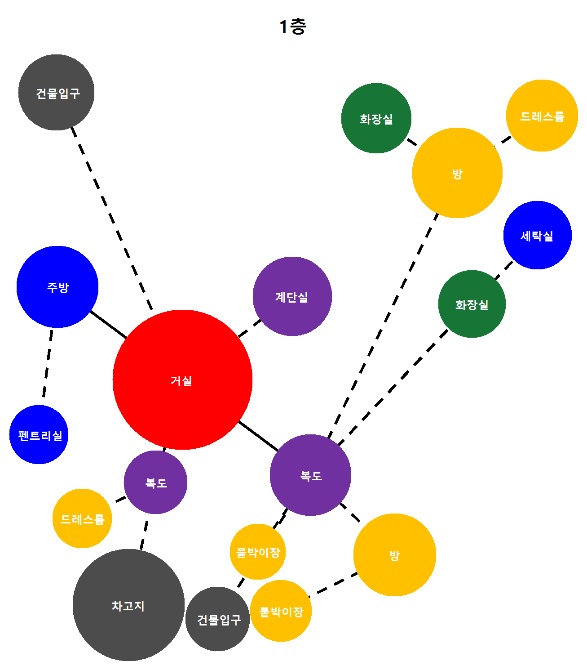 1층
건물입구
화장실
드레스룸
방
세탁실
주방
계단실
화장실
거실
펜트리실
복도
복도
드레스룸
붙박이장
방
차고지
건물입구
붙박이장